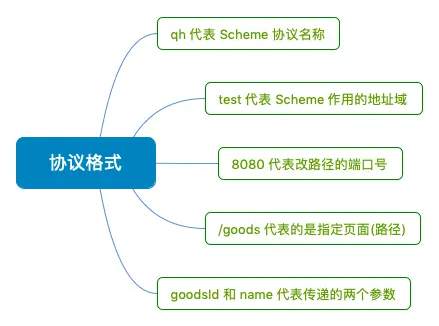 qh 代表 Scheme 协议名称
test 代表 Scheme 作用的地址域
协议格式
8080 代表改路径的端口号
/goods 代表的是指定页面(路径)
goodsId 和 name 代表传递的两个参数